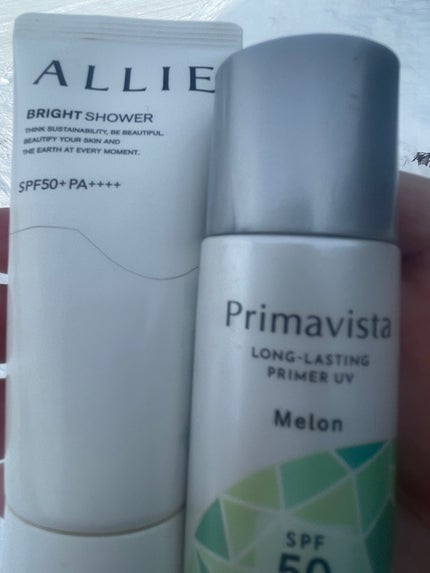 ALLIE
BRIGHT SHOWER
THINK SUSTAINABILITY, BE BEAUTIFUL.
BEAUTIFY YOUR SKIN AND
THE EARTH AT EVERY MOMENT.
SPF50+ PA++++
Primavista
LONG-LASTING
PRIMER UV
Melon
SPF
50